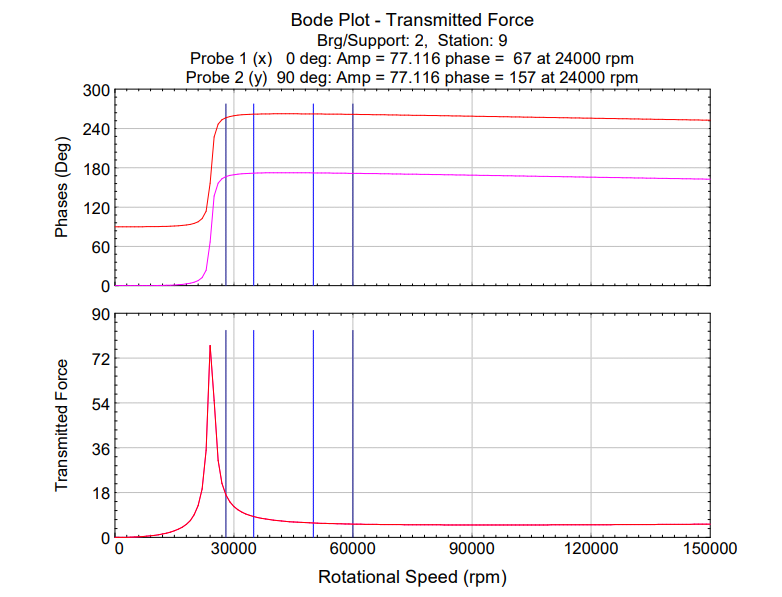 Bode Plot - Transmitted Force
Brg/Support: 2, Station: 9
Probe 1 (x) 0 deg: Amp = 77.116 phase = 67 at 24000 rpm
Probe 2 (y) 90 deg: Amp = 77.116 phase = 157 at 24000 rpm
300
240
180
120
60
0
Phases (Deg)
90
72
54
36
18
0
Transmitted Force
0 30000 60000 90000 120000 150000
Rotational Speed (rpm)